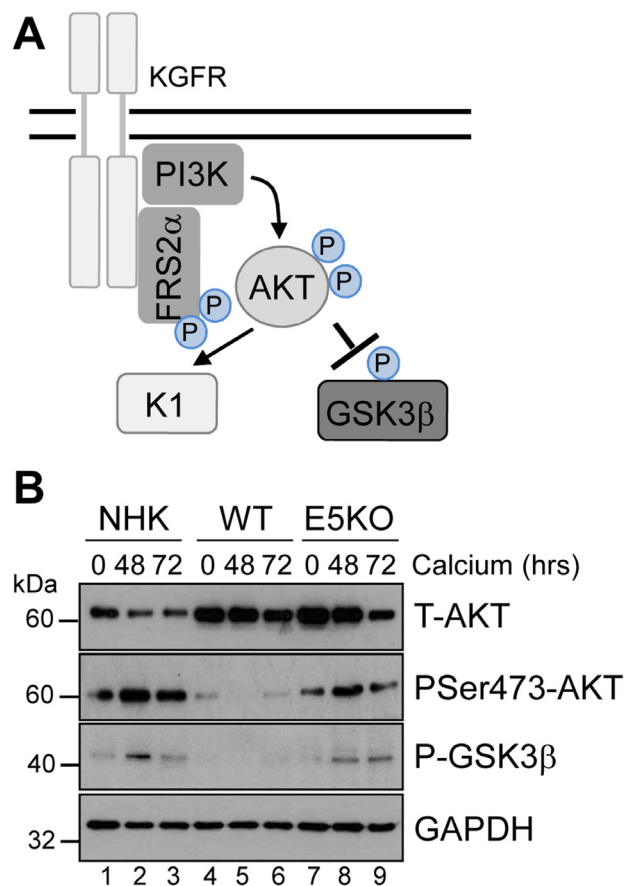 A
KGFR
PI3K
FRS2α
AKT
P
P
P
P
P
K1
GSK3β
B
NHK WT E5KO
0 48 72 0 48 72 0 48 72 Calcium (hrs)
kDa
60 T-AKT
60 PSer473-AKT
40 P-GSK3β
32 GAPDH
1 2 3 4 5 6 7 8 9